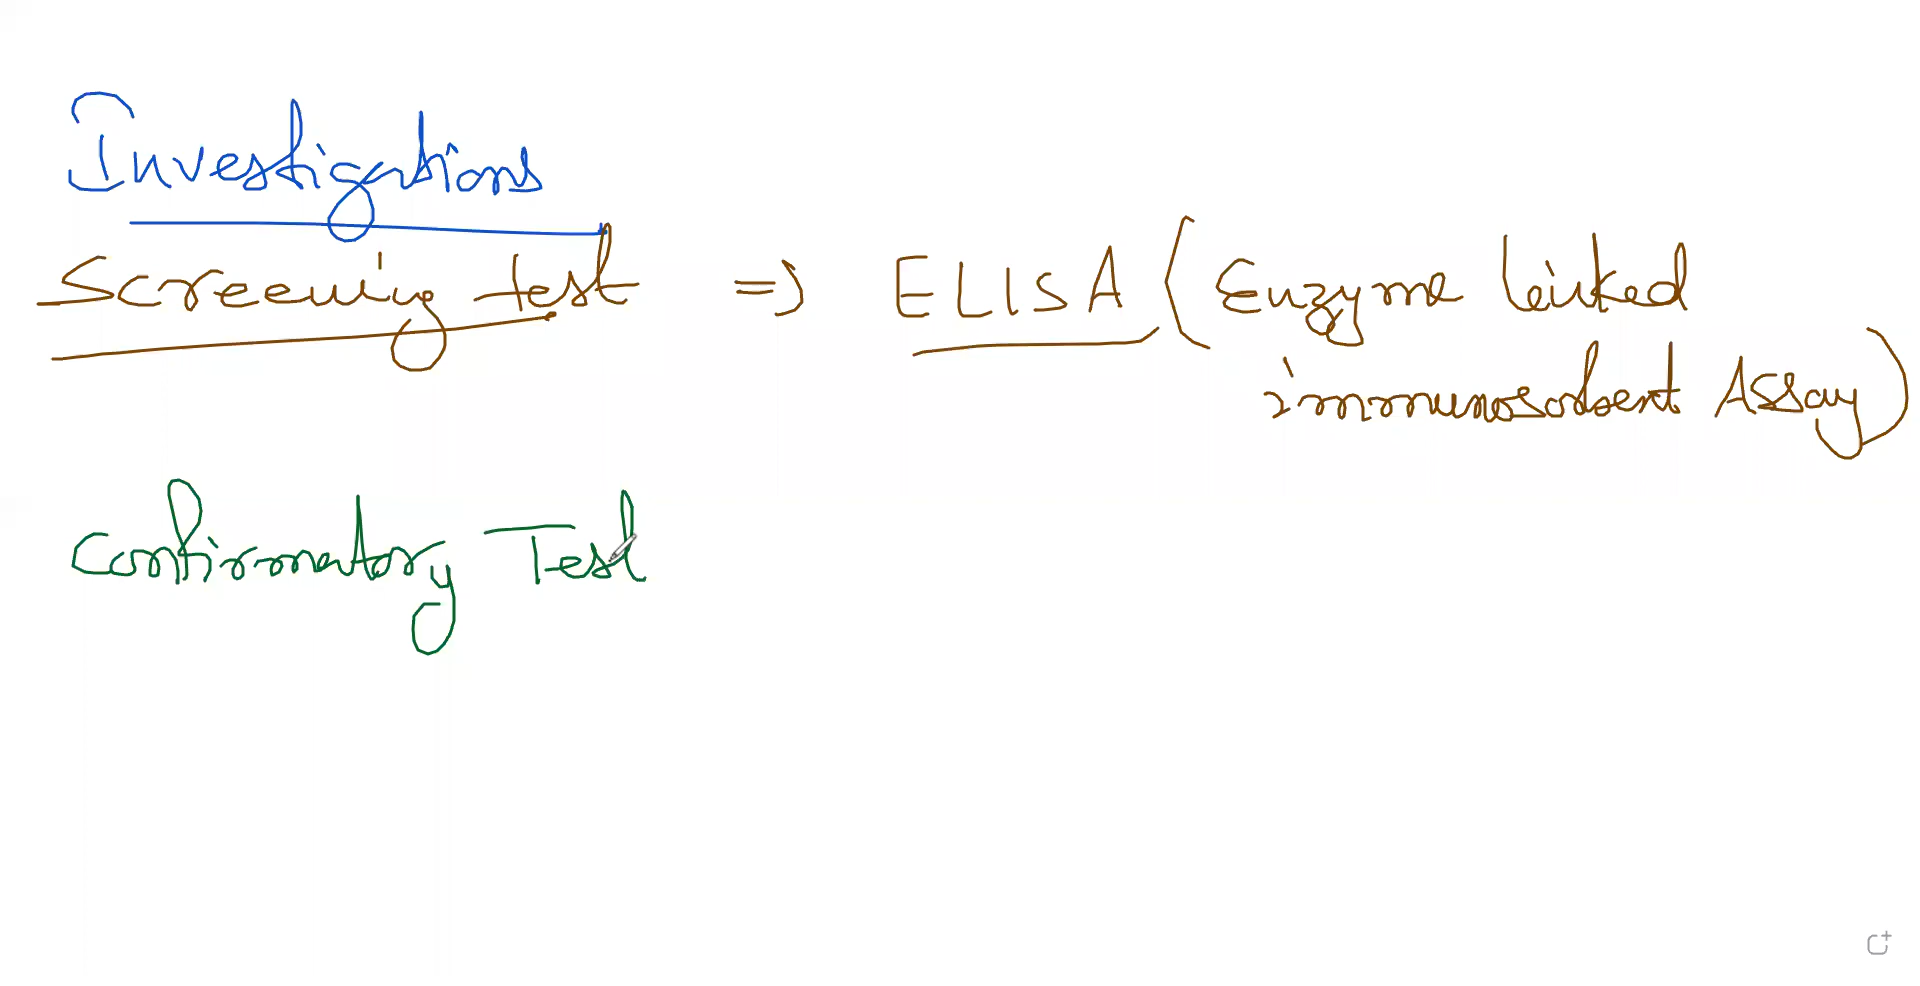 Investigations
Screening test => ELISA (Enzyme linked
immunosorbent Assay)
Confirmatory Test